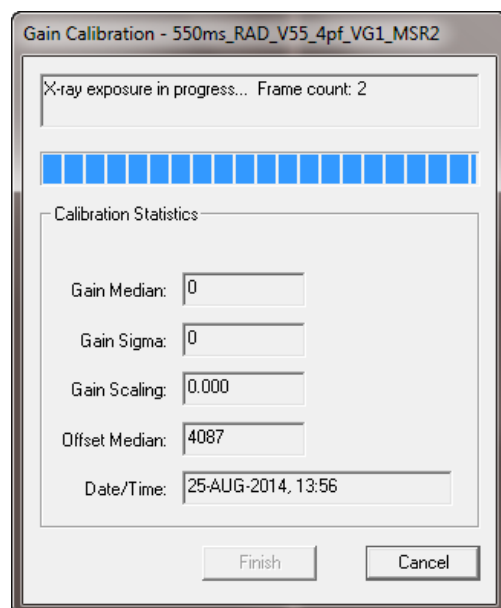 Gain Calibration - 550ms_RAD_V55_4pf_VG1_MSR2
X-ray exposure in progress... Frame count: 2
Calibration Statistics
Gain Median: 0
Gain Sigma: 0
Gain Scaling: 0.000
Offset Median: 4087
Date/Time: 25-AUG-2014, 13:56
Finish Cancel